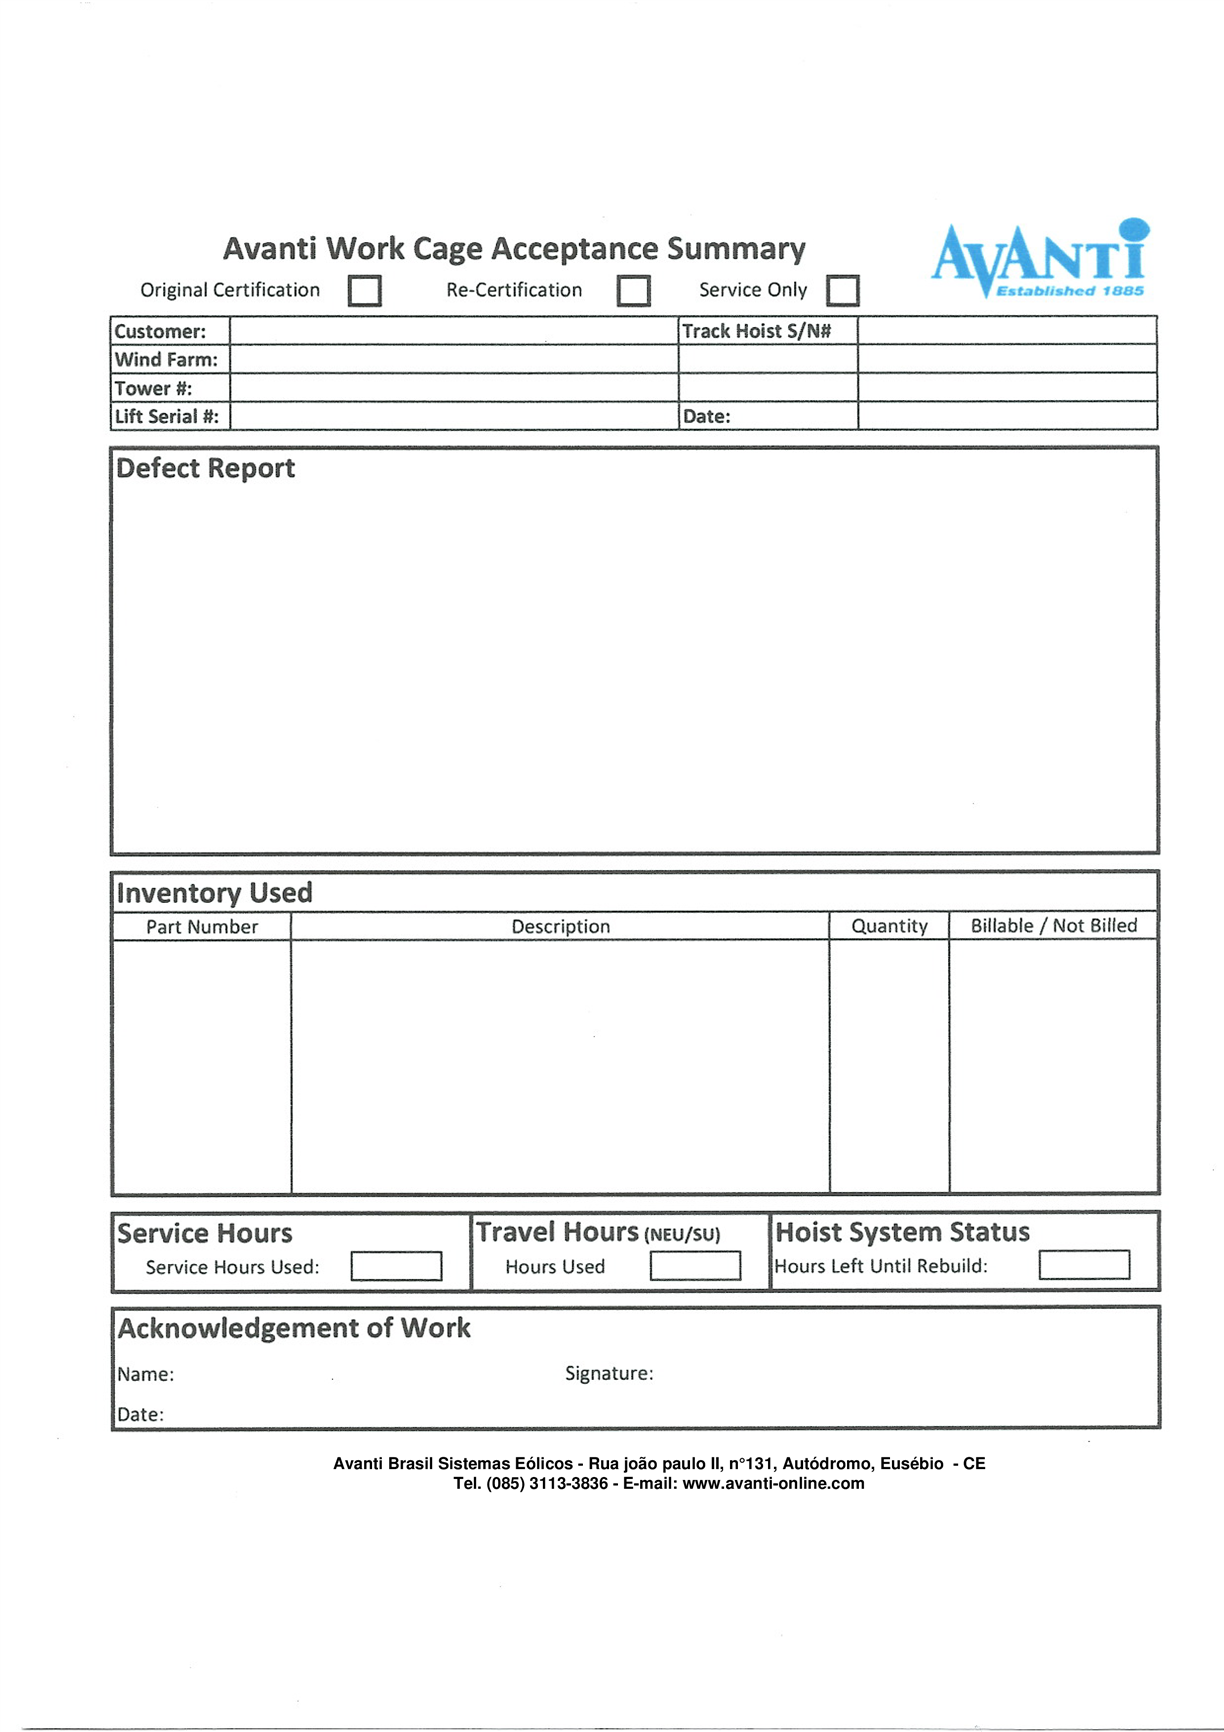 Avanti Work Cage Acceptance Summary
AVANTI
Established 1885
Original Certification Re-Certification Service Only
Customer: Track Hoist S/N#
Wind Farm:
Tower #:
Lift Serial #: Date:
Defect Report
Inventory Used
Part Number Description Quantity Billable / Not Billed
Service Hours Travel Hours (NEU/SU) Hoist System Status
Service Hours Used: Hours Used Hours Left Until Rebuild:
Acknowledgement of Work
Name: Signature:
Date:
Avanti Brasil Sistemas Eólicos - Rua joão paulo II, n°131, Autódromo, Eusébio - CE
Tel. (085) 3113-3836 - E-mail: www.avanti-online.com